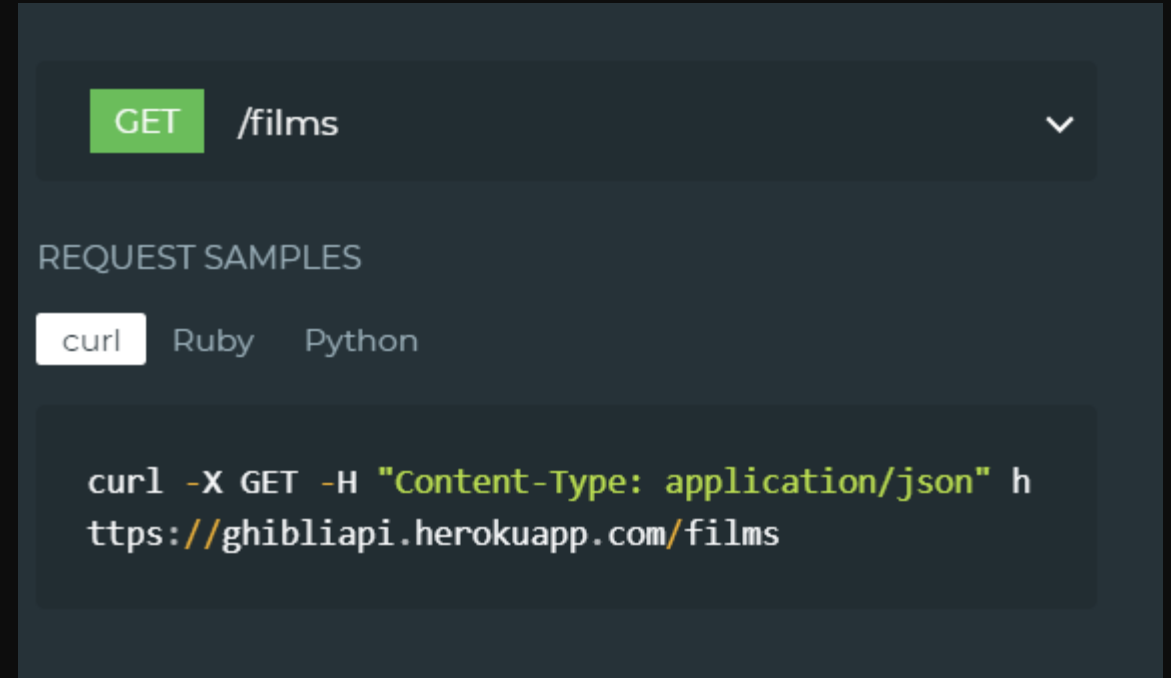 GET /films
REQUEST SAMPLES
curl Ruby Python
curl -X GET -H "Content-Type: application/json" h
ttps://ghibliapi.herokuapp.com/films